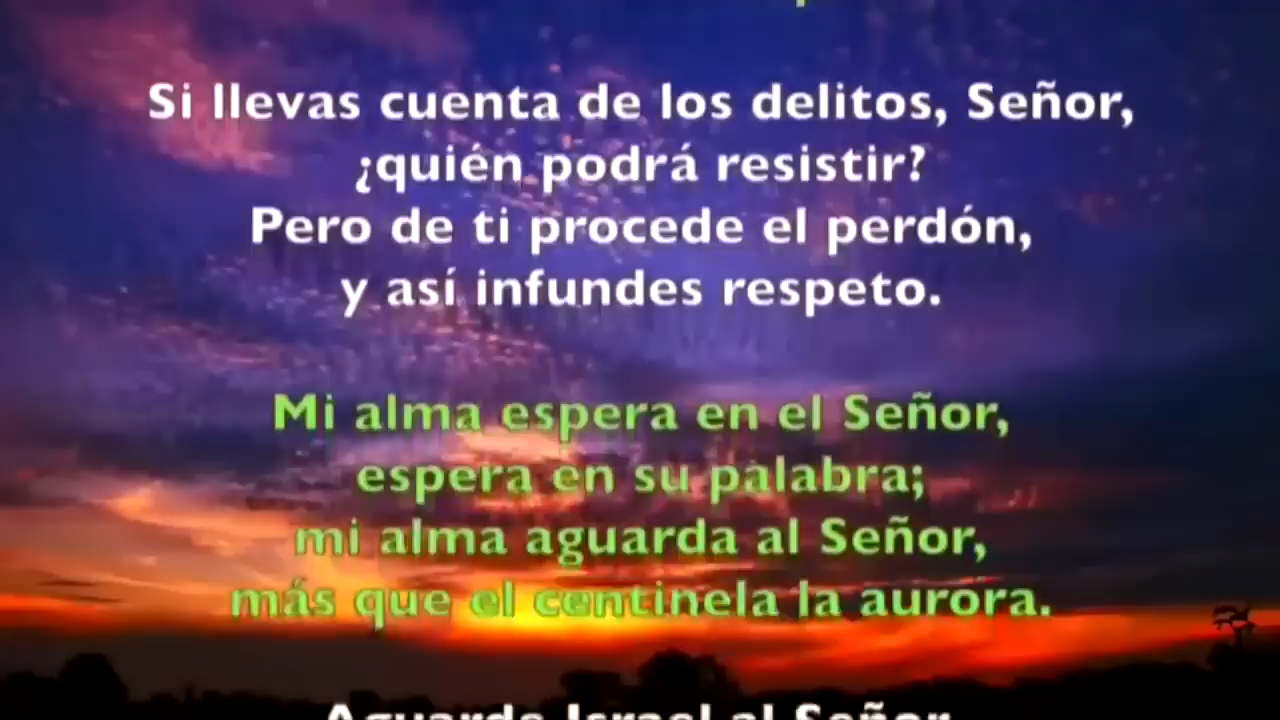 Si llevas cuenta de los delitos, Señor,
¿quién podrá resistir?
Pero de ti procede el perdón,
y así infundes respeto.
Mi alma espera en el Señor,
espera en su palabra;
mi alma aguarda al Señor,
más que el centinela la aurora.
Aguarde Israel al Señor